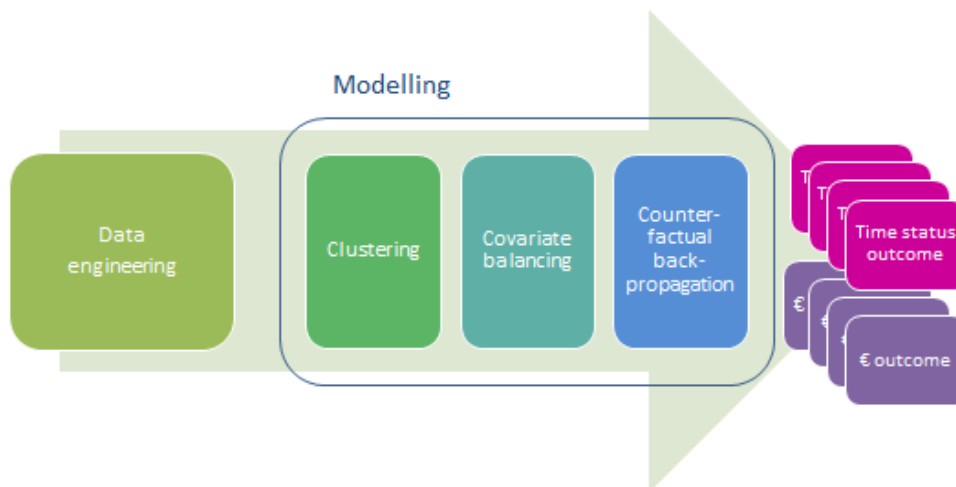 Modelling
Data
engineering
Clustering
Covariate
balancing
Counter-
factual
back-
propagation
T
T
T
Time status
outcome
€
€ outcome